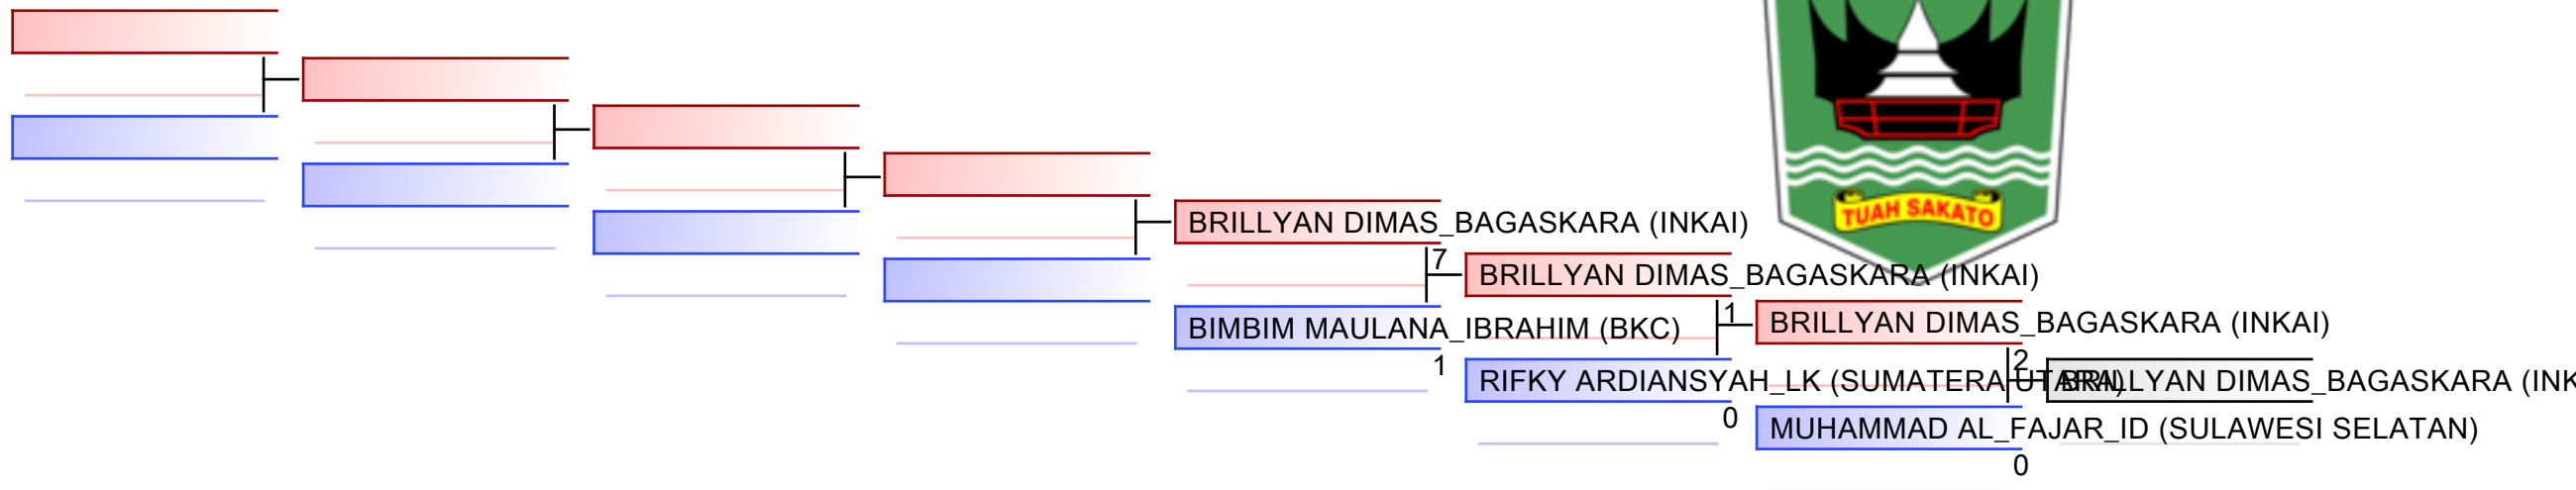 TUAH SAKATO
BRILLYAN DIMAS_BAGASKARA (INKAI)
7
BRILLYAN DIMAS_BAGASKARA (INKAI)
BIMBIM MAULANA_IBRAHIM (BKC)
1
1
BRILLYAN DIMAS_BAGASKARA (INKAI)
RIFKY ARDIANSYAH_LK (SUMATERA UTARA)
0
2
BRILLYAN DIMAS_BAGASKARA (INK
MUHAMMAD AL_FAJAR_ID (SULAWESI SELATAN)
0